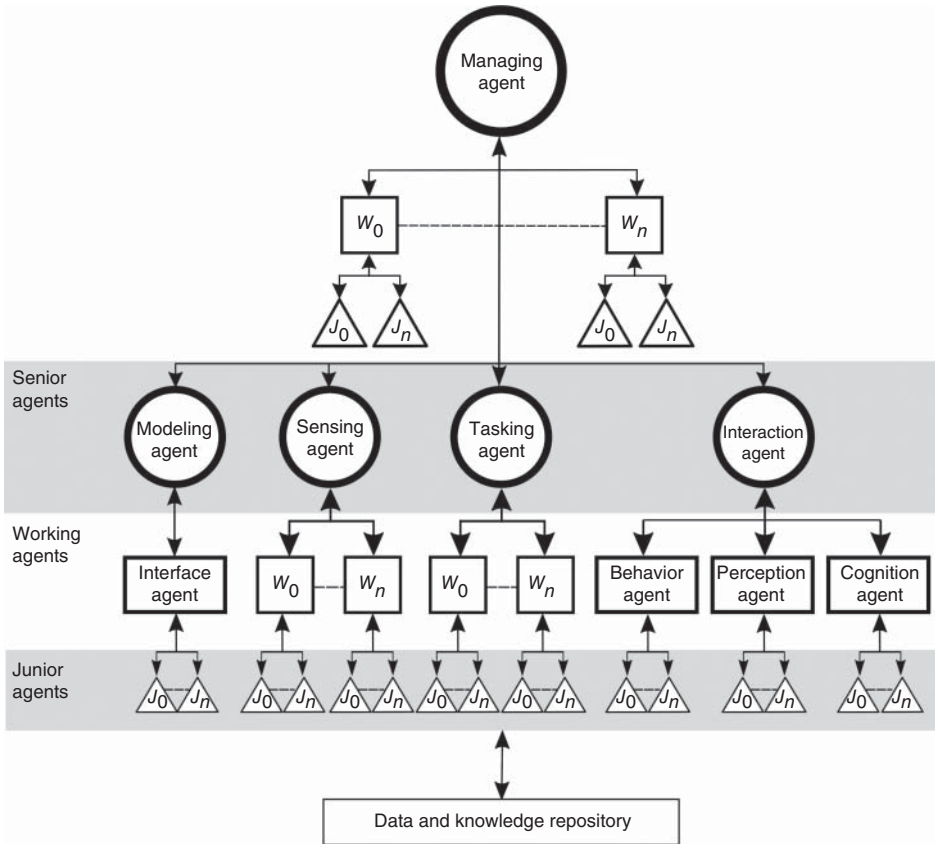 Managing
agent
W0 Wn
J0 Jn J0 Jn
Senior
agents
Modeling
agent
Sensing
agent
Tasking
agent
Interaction
agent
Working
agents
Interface
agent
W0 Wn W0 Wn
Behavior
agent
Perception
agent
Cognition
agent
Junior
agents
J0 Jn J0 Jn J0 Jn J0 Jn J0 Jn J0 Jn J0 Jn J0 Jn
Data and knowledge repository